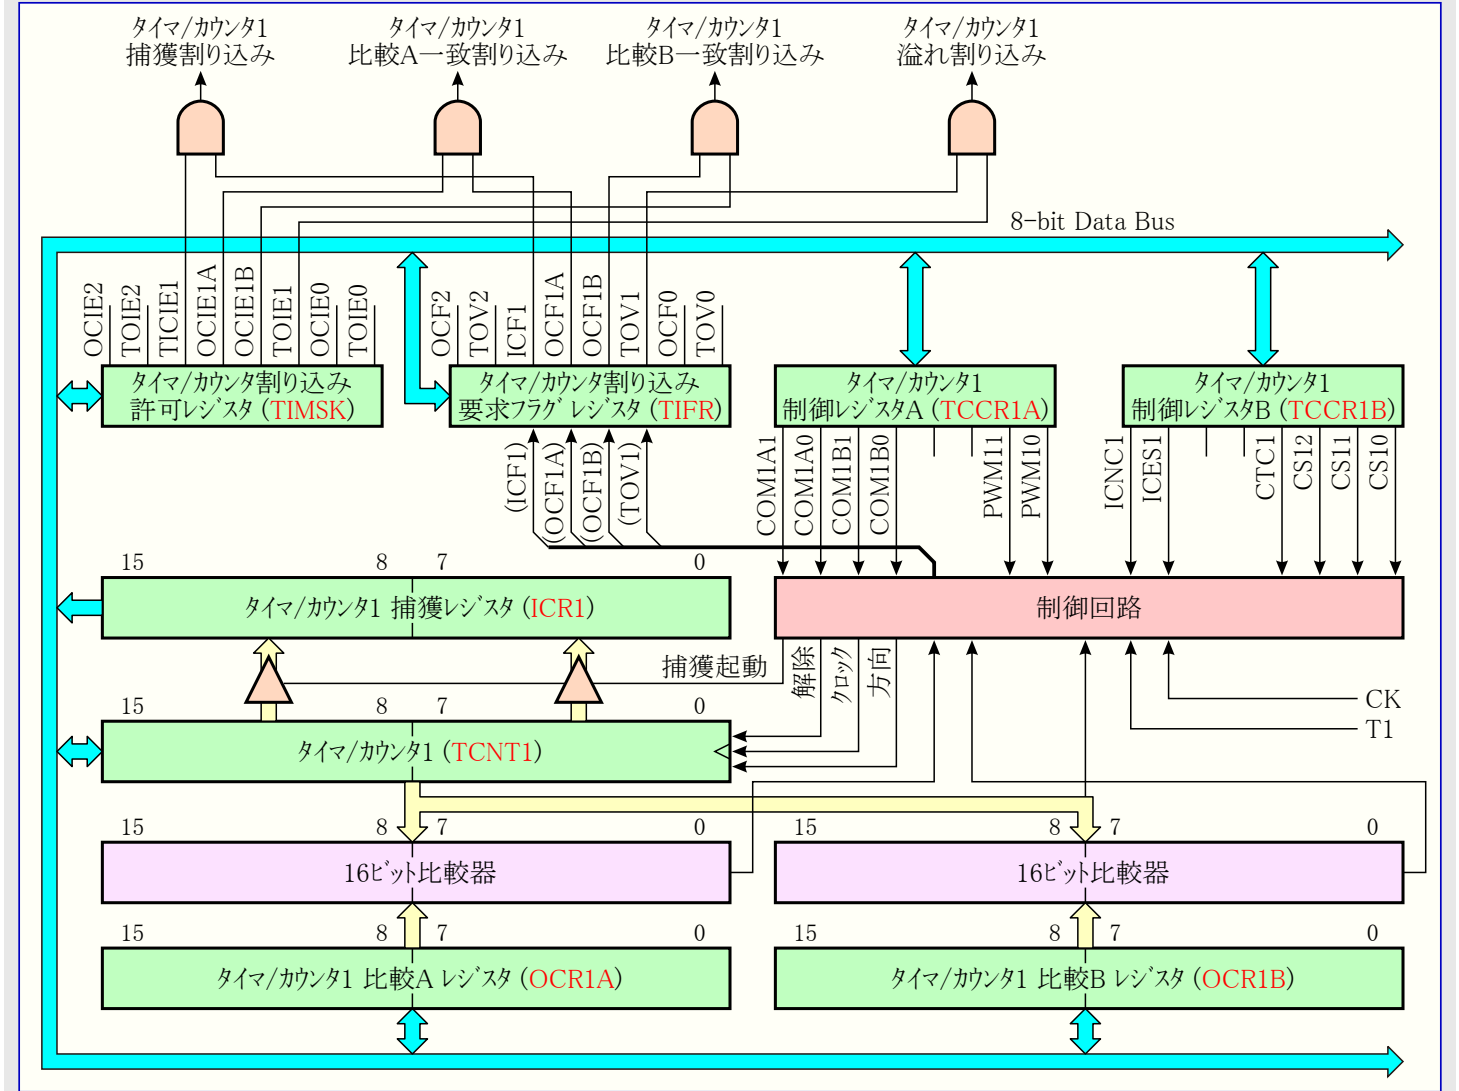 タイマ/カウンタ1
捕獲割り込み
タイマ/カウンタ1
比較A一致割り込み
タイマ/カウンタ1
比較B一致割り込み
タイマ/カウンタ1
溢れ割り込み
8-bit Data Bus
OCIE2
TOIE2
TICIE1
OCIE1A
OCIE1B
TOIE1
OCIE0
TOIE0
OCF2
TOV2
ICF1
OCF1A
OCF1B
TOV1
OCF0
TOV0
タイマ/カウンタ割り込み
許可レジスタ (TIMSK)
タイマ/カウンタ割り込み
要求フラグ レジスタ (TIFR)
タイマ/カウンタ1
制御レジスタA (TCCR1A)
タイマ/カウンタ1
制御レジスタB (TCCR1B)
(ICF1)
(OCF1A)
(OCF1B)
(TOV1)
COM1A1
COM1A0
COM1B1
COM1B0
PWM11
PWM10
ICNC1
ICES1
CTC1
CS12
CS11
CS10
15 8 7 0
タイマ/カウンタ1 捕獲レジスタ (ICR1)
制御回路
捕獲起動
解除
クロック
方向
CK
T1
15 8 7 0
タイマ/カウンタ1 (TCNT1)
15 8 7 0
15 8 7 0
16ビット比較器
16ビット比較器
15 8 7 0
15 8 7 0
タイマ/カウンタ1 比較A レジスタ (OCR1A)
タイマ/カウンタ1 比較B レジスタ (OCR1B)